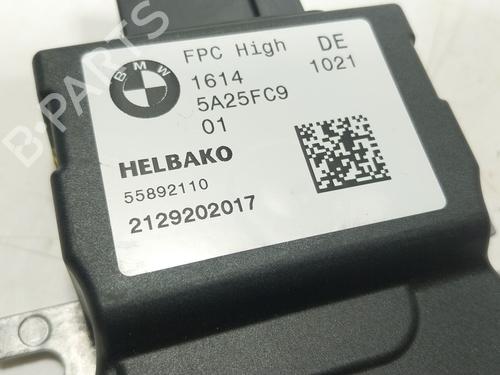 BMW
FPC High DE
1614 1021
5A25FC9
01
HELBAKO
55892110
2129202017
B-PARTS